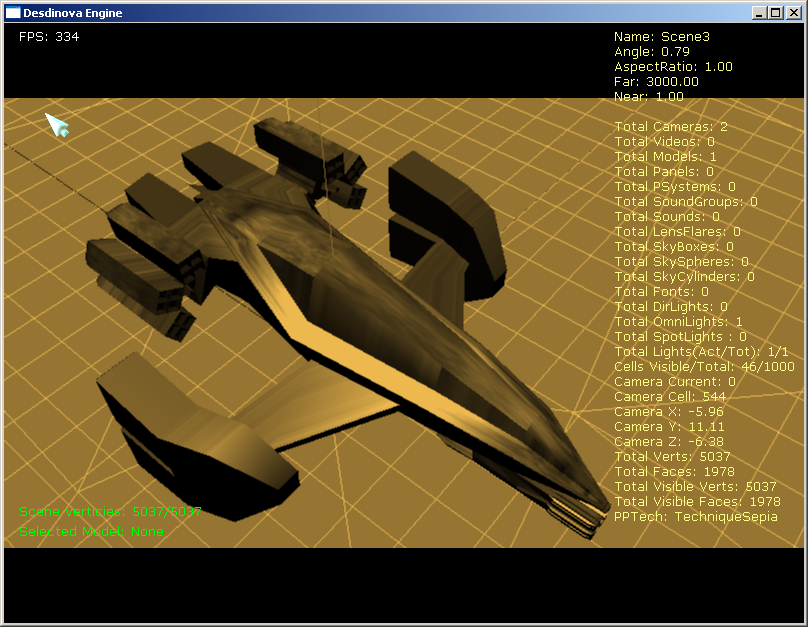 Desdinova Engine
FPS: 334
Name: Scene3
Angle: 0.79
AspectRatio: 1.00
Far: 3000.00
Near: 1.00
Total Cameras: 2
Total Videos: 0
Total Models: 1
Total Panels: 0
Total PSystems: 0
Total SoundGroups: 0
Total Sounds: 0
Total LensFlares: 0
Total SkyBoxes: 0
Total SkySpheres: 0
Total SkyCylinders: 0
Total Fonts: 0
Total DirLights: 0
Total OmniLights: 1
Total SpotLights : 0
Total Lights(Act/Tot): 1/1
Cells Visible/Total: 46/1000
Camera Current: 0
Camera Cell: 544
Camera X: -5.96
Camera Y: 11.11
Camera Z: -6.38
Total Verts: 5037
Total Faces: 1978
Total Visible Verts: 5037
Total Visible Faces: 1978
PPTech: TechniqueSepia
Scene Verticies: 5037/5037
Selected Model: None